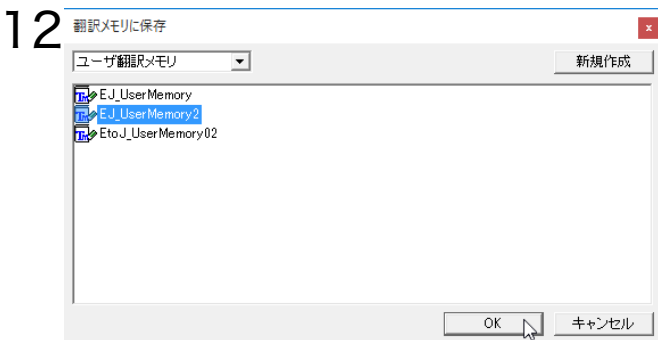 12
翻訳メモリに保存
x
ユーザ翻訳メモリ
新規作成
EJ_UserMemory
EJ_UserMemory2
EtoJ_UserMemory02
OK
キャンセル